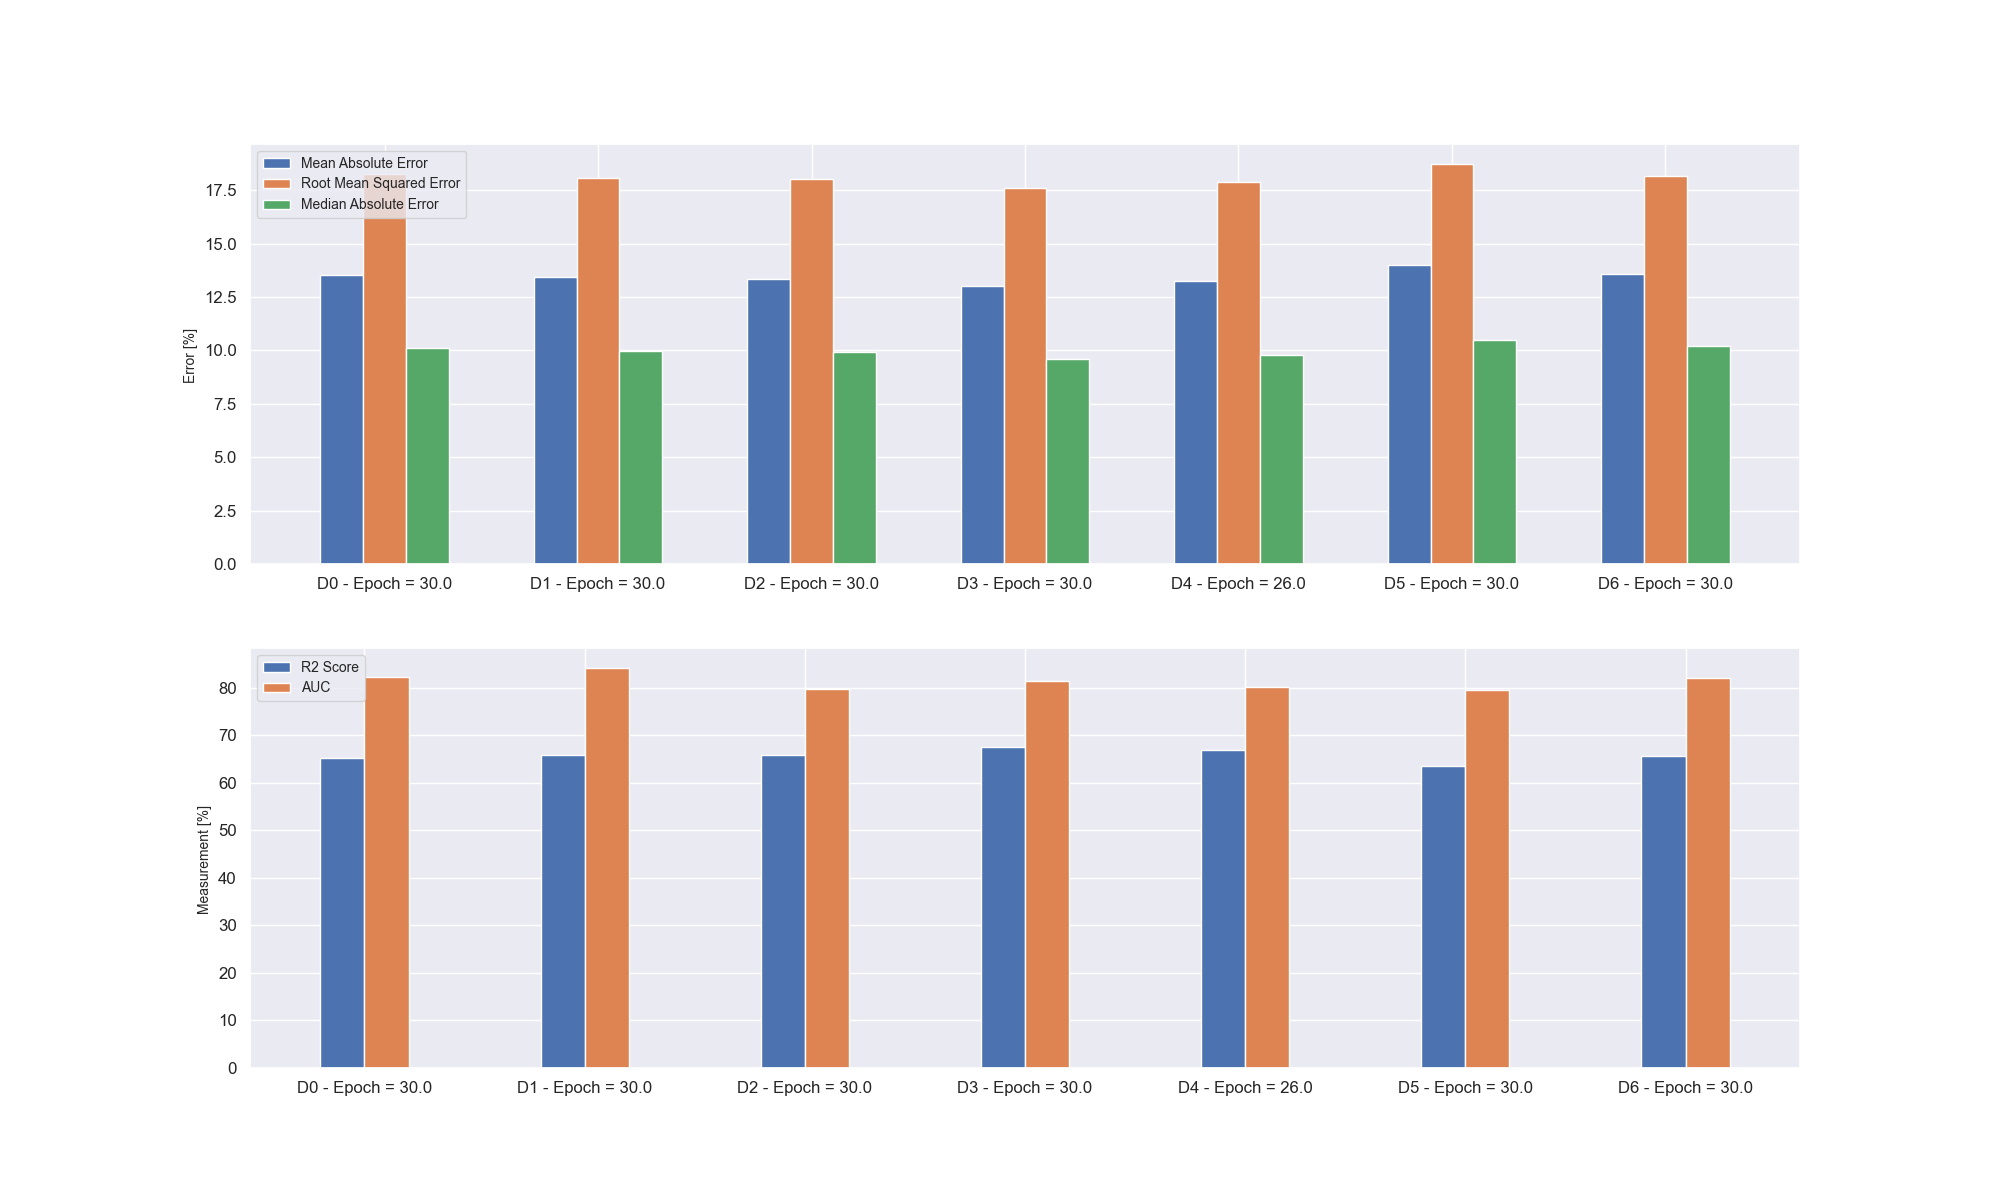 Mean Absolute Error
Root Mean Squared Error
Median Absolute Error
Error [%]
17.5
15.0
12.5
10.0
7.5
5.0
2.5
0.0
D0 - Epoch = 30.0 D1 - Epoch = 30.0 D2 - Epoch = 30.0 D3 - Epoch = 30.0 D4 - Epoch = 26.0 D5 - Epoch = 30.0 D6 - Epoch = 30.0
R2 Score
AUC
Measurement [%]
80
70
60
50
40
30
20
10
0
D0 - Epoch = 30.0 D1 - Epoch = 30.0 D2 - Epoch = 30.0 D3 - Epoch = 30.0 D4 - Epoch = 26.0 D5 - Epoch = 30.0 D6 - Epoch = 30.0